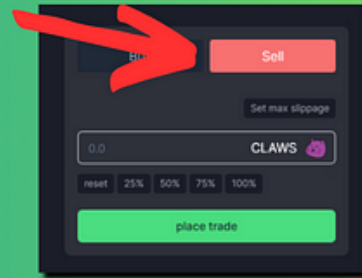 Sell
Set max slippage
0.0 CLAWS
reset 25% 50% 75% 100%
place trade